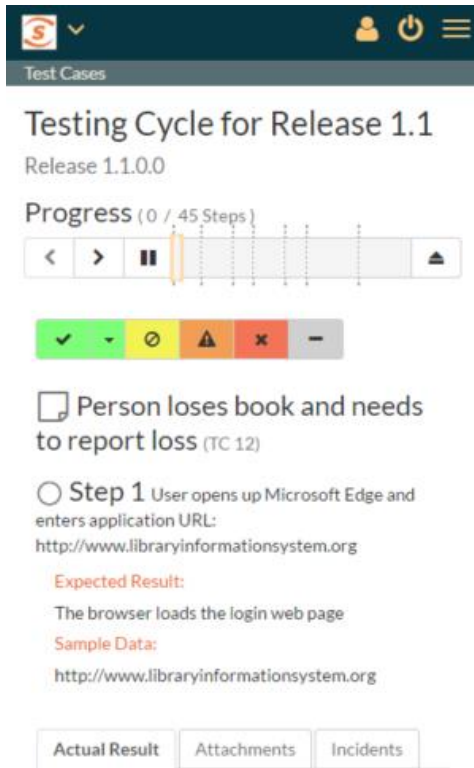 S
Test Cases
Testing Cycle for Release 1.1
Release 1.1.0.0
Progress (0 / 45 Steps)
Person loses book and needs
to report loss (TC 12)
Step 1 User opens up Microsoft Edge and
enters application URL:
http://www.libraryinformationsystem.org
Expected Result:
The browser loads the login web page
Sample Data:
http://www.libraryinformationsystem.org
Actual Result Attachments Incidents